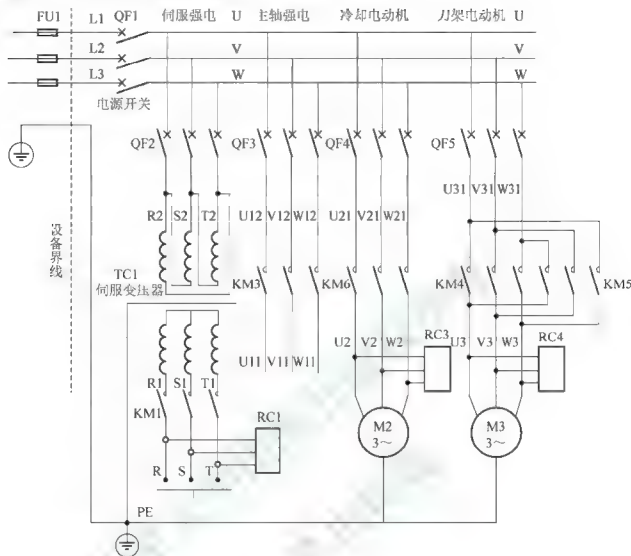 FU1 L1 QF1 伺服强电 U 主轴强电 冷却电动机 刀架电动机 U
L2 V V
L3 W W
电源开关
QF2 QF3 QF4 QF5
U31 V31 W31
R2 S2 T2 U12 V12 W12 U21 V21 W21
设备界线
TC1
伺服变压器
KM3 KM6 KM4 KM5
U2 V2 W2 RC3 U3 V3 W3 RC4
U11 V11 W11
R1 S1 T1
KM1 RC1
M2
3～
M3
3～
R S T
PE